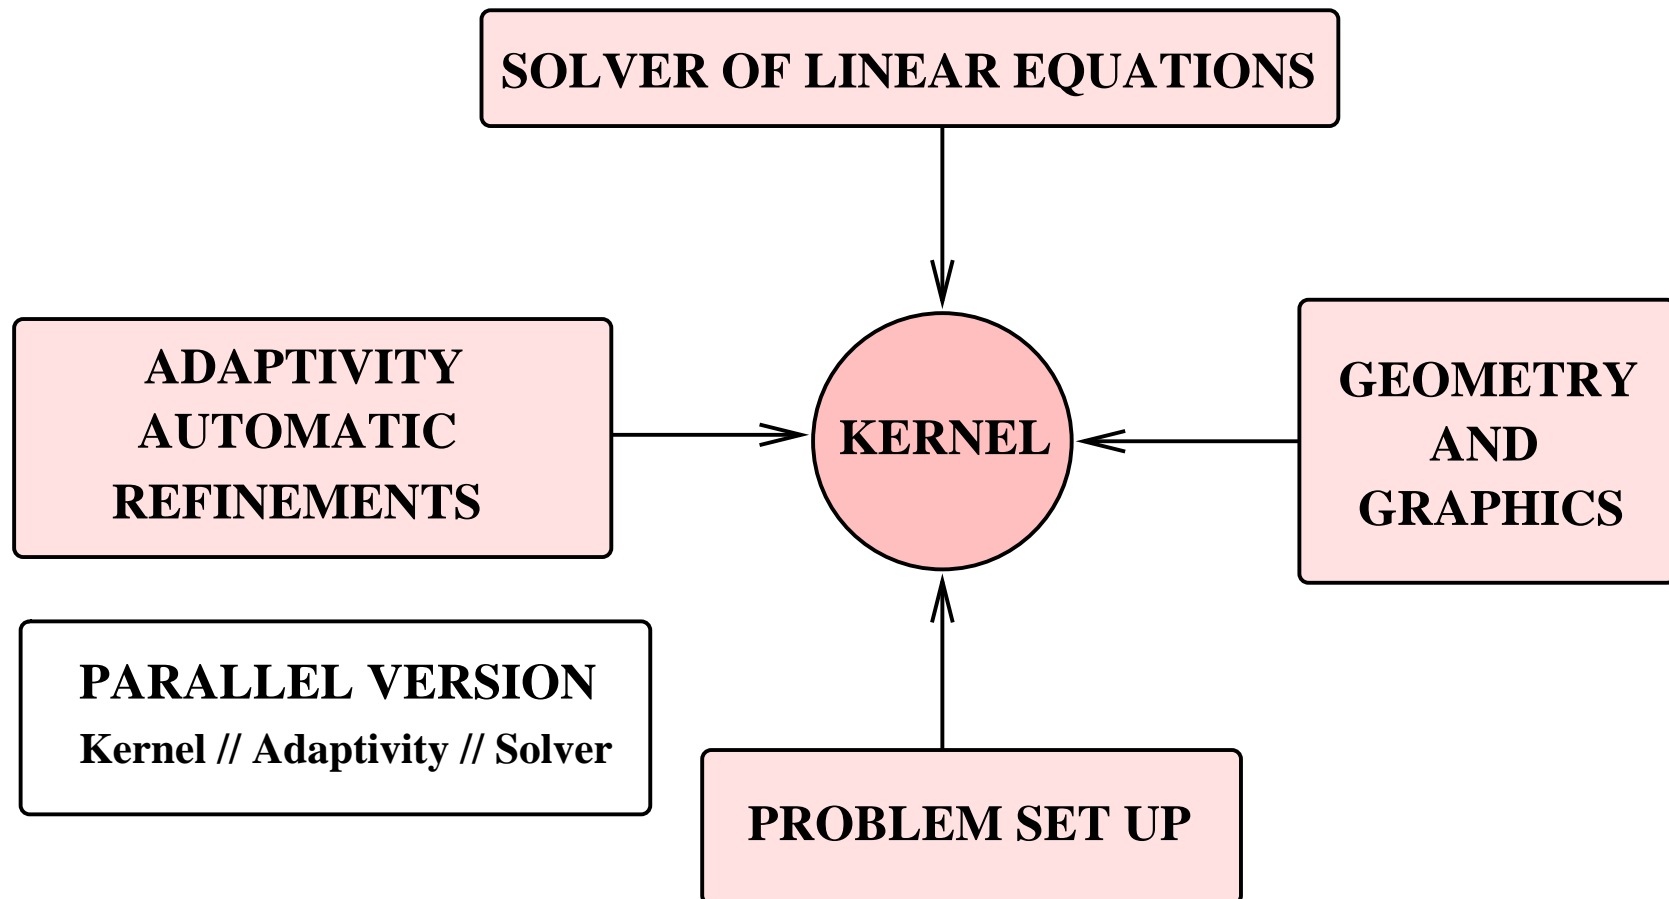 SOLVER OF LINEAR EQUATIONS
ADAPTIVITY
AUTOMATIC
REFINEMENTS
KERNEL
GEOMETRY
AND
GRAPHICS
PARALLEL VERSION
Kernel // Adaptivity // Solver
PROBLEM SET UP